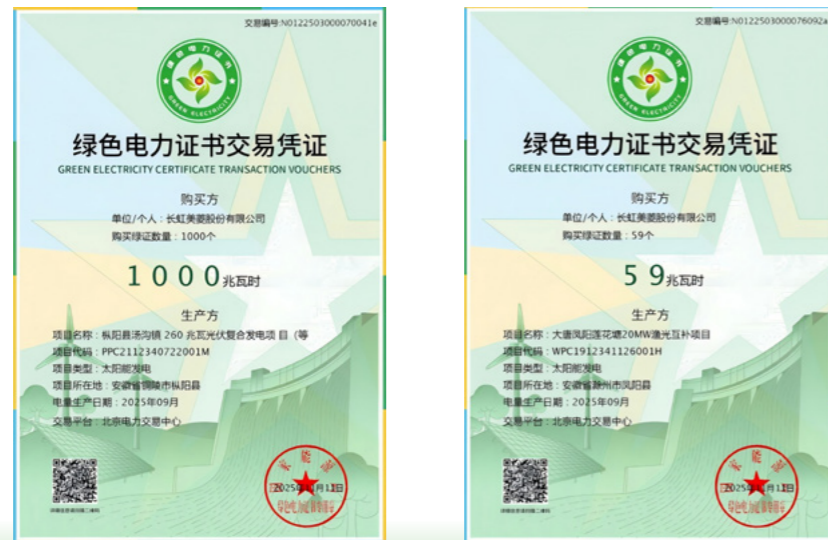 交易编号:N0122503000070041e
绿色电力证书
GREEN ELECTRICITY
绿色电力证书交易凭证
GREEN ELECTRICITY CERTIFICATE TRANSACTION VOUCHERS
购买方
单位/个人：长虹美菱股份有限公司
购买绿证数量：1000个
1000兆瓦时
生产方
项目名称：枞阳县汤沟镇 260 兆瓦光伏复合发电项 目（等
项目代码：PPC2112340722001M
项目类型：太阳能发电
项目所在地：安徽省铜陵市枞阳县
电量生产日期：2025年09月
交易平台：北京电力交易中心
交易编号:N0122503000076092a
绿色电力证书
GREEN ELECTRICITY
绿色电力证书交易凭证
GREEN ELECTRICITY CERTIFICATE TRANSACTION VOUCHERS
购买方
单位/个人：长虹美菱股份有限公司
购买绿证数量：59个
59兆瓦时
生产方
项目名称：大唐凤阳莲花塘20MW渔光互补项目
项目代码：WPC1912341126001H
项目类型：太阳能发电
项目所在地：安徽省滁州市凤阳县
电量生产日期：2025年09月
交易平台：北京电力交易中心